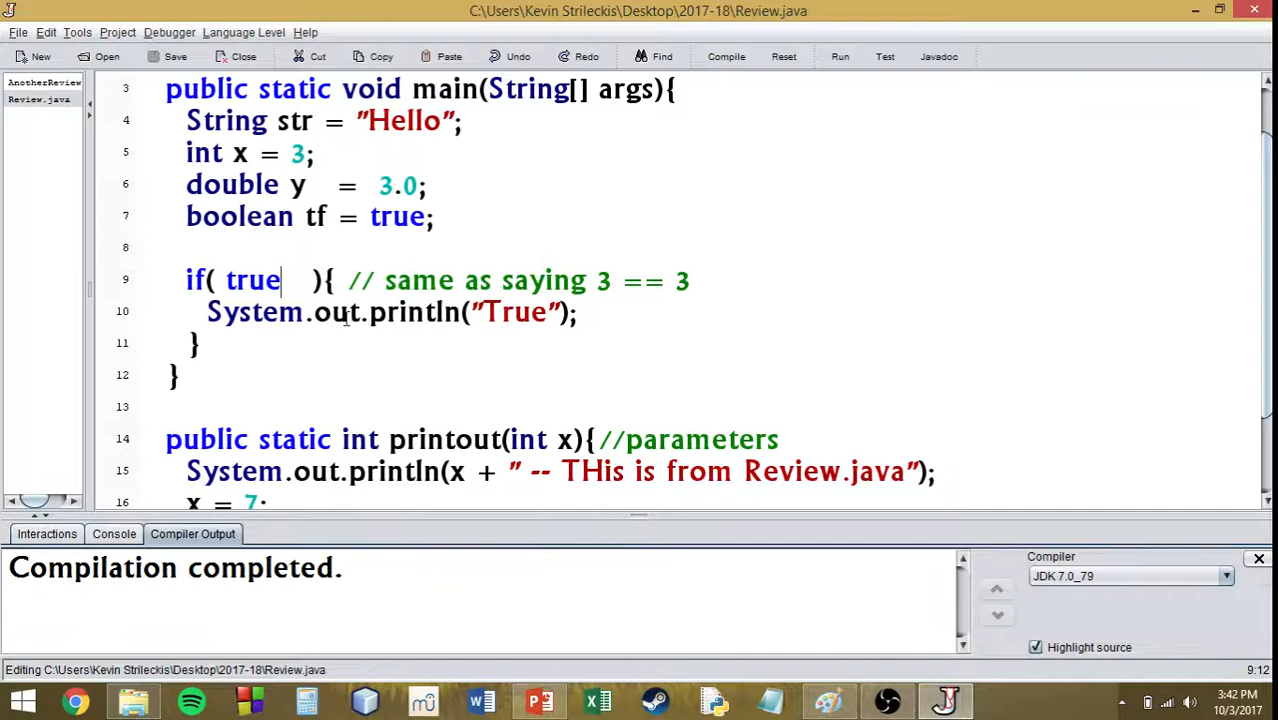 C:\Users\Kevin Strileckis\Desktop\2017-18\Review.java
File Edit Tools Project Debugger Language Level Help
New Open Save Close Cut Copy Paste Undo Redo Find Compile Reset Run Test Javadoc
AnotherReview
Review.java
3 public static void main(String[] args){
4 String str = "Hello";
5 int x = 3;
6 double y = 3.0;
7 boolean tf = true;
8
9 if( true ){ // same as saying 3 == 3
10 System.out.println("True");
11 }
12 }
13
14 public static int printout(int x){//parameters
15 System.out.println(x + " -- THis is from Review.java");
16 x = 7;
Interactions Console Compiler Output
Compilation completed.
Compiler
JDK 7.0_79
Highlight source
Editing C:\Users\Kevin Strileckis\Desktop\2017-18\Review.java 9:12
3:42 PM
10/3/2017